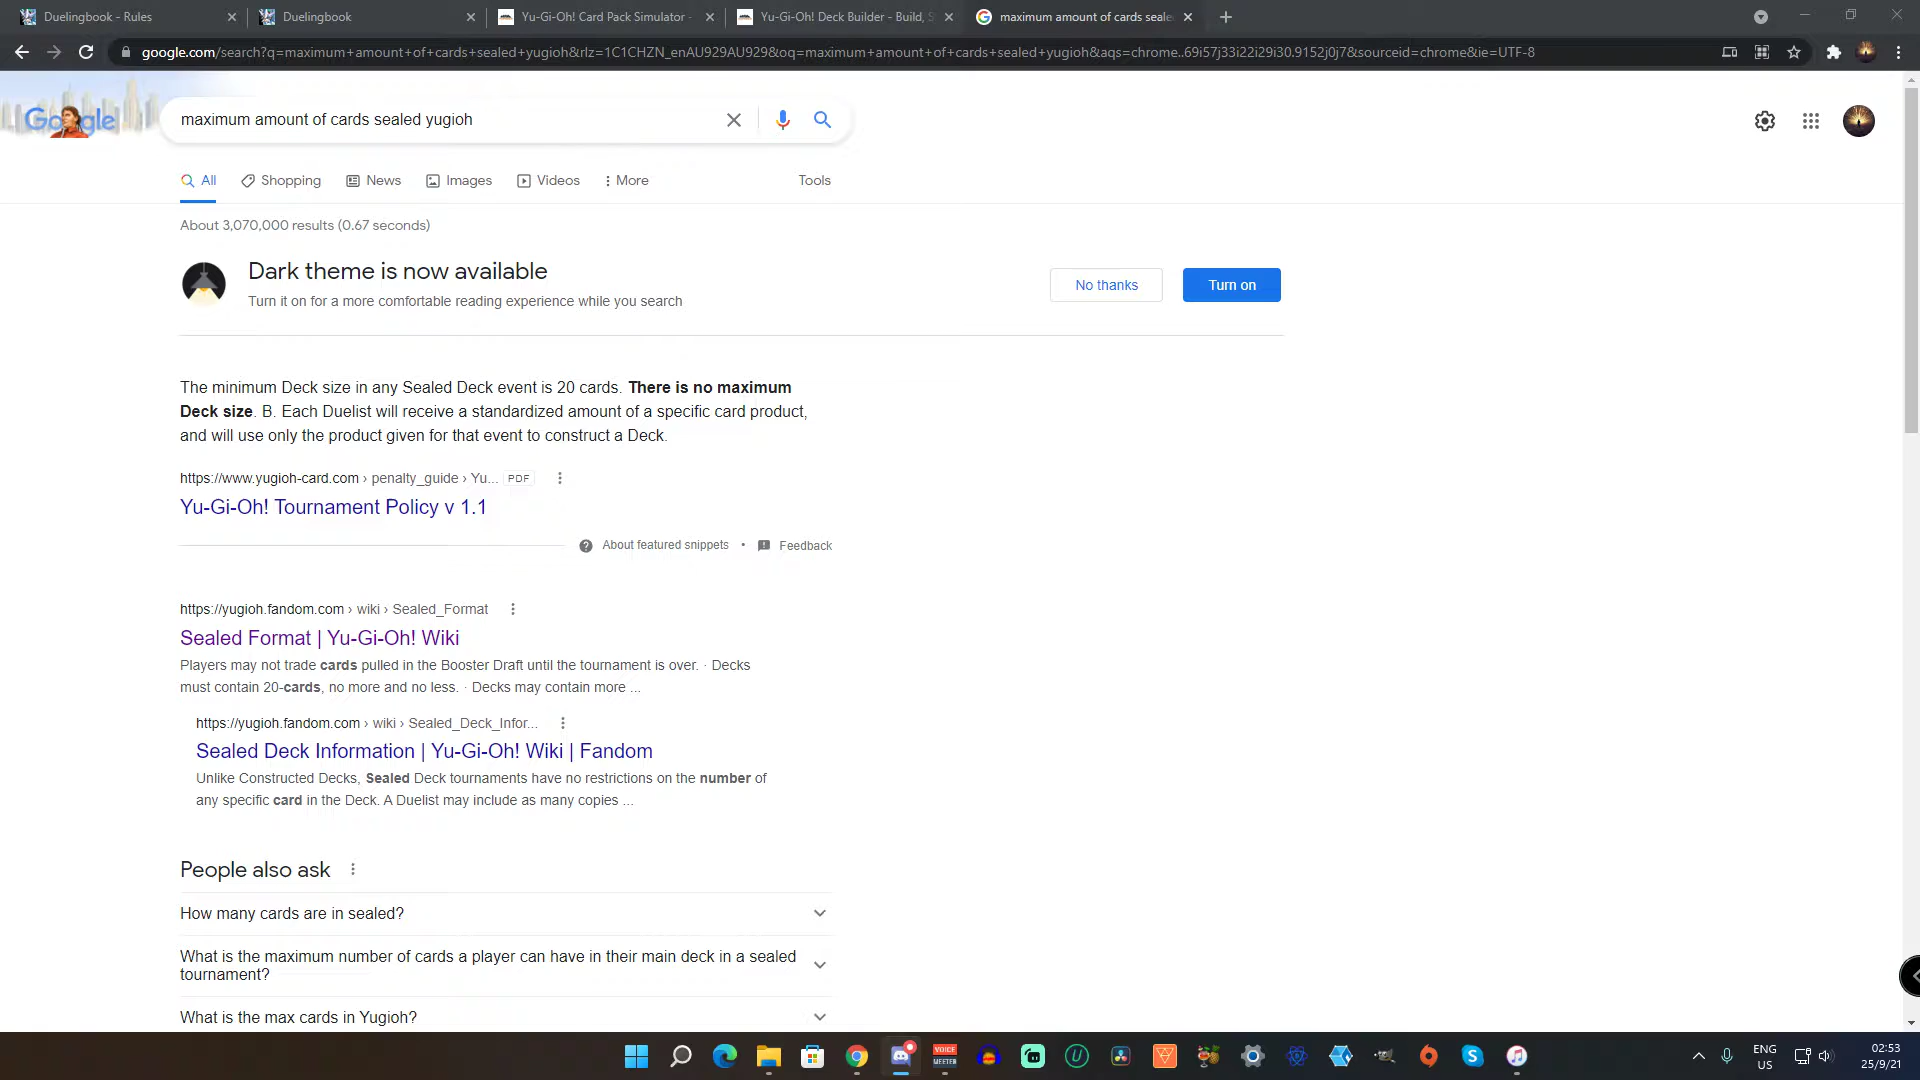 Duelingbook - Rules
Duelingbook
Yu-Gi-Oh! Card Pack Simulator -
Yu-Gi-Oh! Deck Builder - Build, S
maximum amount of cards seale
google.com/search?q=maximum+amount+of+cards+sealed+yugioh&rlz=1C1CHZN_enAU929AU929&oq=maximum+amount+of+cards+sealed+yugioh&aqs=chrome..69i57j33i22i29i30.9152j0j7&sourceid=chrome&ie=UTF-8
Google
maximum amount of cards sealed yugioh
All
Shopping
News
Images
Videos
More
Tools
About 3,070,000 results (0.67 seconds)
Dark theme is now available
Turn it on for a more comfortable reading experience while you search
No thanks
Turn on
The minimum Deck size in any Sealed Deck event is 20 cards. There is no maximum
Deck size. B. Each Duelist will receive a standardized amount of a specific card product,
and will use only the product given for that event to construct a Deck.
https://www.yugioh-card.com › penalty_guide › Yu... PDF
Yu-Gi-Oh! Tournament Policy v 1.1
About featured snippets • Feedback
https://yugioh.fandom.com › wiki › Sealed_Format
Sealed Format | Yu-Gi-Oh! Wiki
Players may not trade cards pulled in the Booster Draft until the tournament is over. · Decks
must contain 20-cards, no more and no less. · Decks may contain more ...
https://yugioh.fandom.com › wiki › Sealed_Deck_Infor...
Sealed Deck Information | Yu-Gi-Oh! Wiki | Fandom
Unlike Constructed Decks, Sealed Deck tournaments have no restrictions on the number of
any specific card in the Deck. A Duelist may include as many copies ...
People also ask
How many cards are in sealed?
What is the maximum number of cards a player can have in their main deck in a sealed
tournament?
What is the max cards in Yugioh?
VOICE
MEETER
ENG
US
02:53
25/9/21